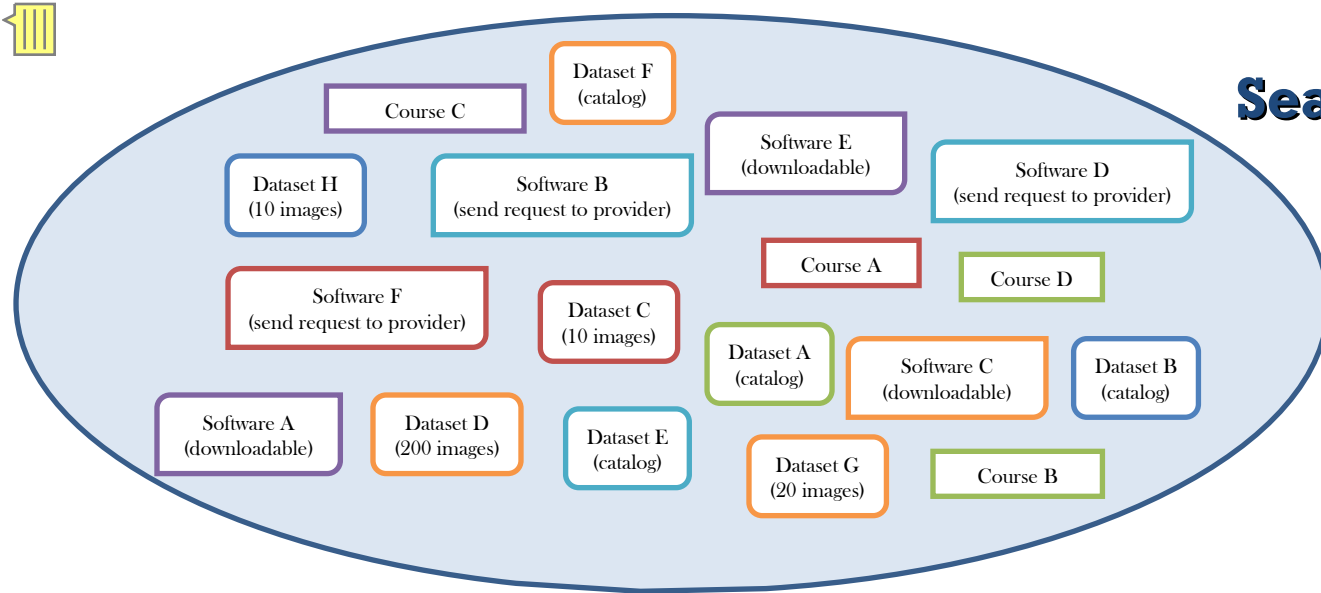 Dataset F
(catalog)
Course C
Sea
Software E
(downloadable)
Dataset H
(10 images)
Software B
(send request to provider)
Software D
(send request to provider)
Course A
Course D
Software F
(send request to provider)
Dataset C
(10 images)
Dataset A
(catalog)
Software C
(downloadable)
Dataset B
(catalog)
Software A
(downloadable)
Dataset D
(200 images)
Dataset E
(catalog)
Dataset G
(20 images)
Course B